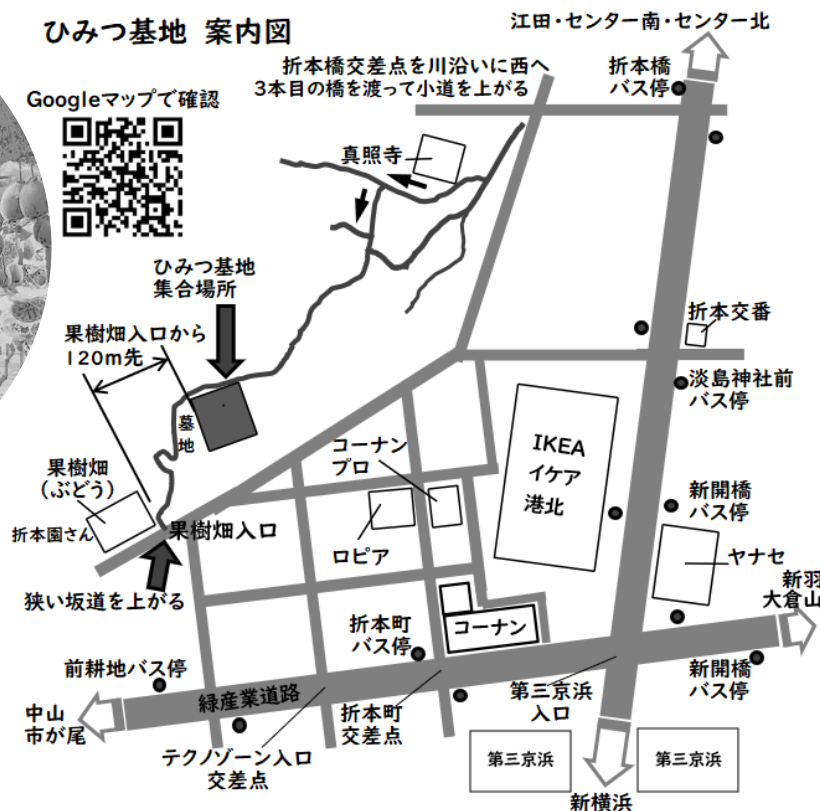 ひみつ基地 案内図
江田・センター南・センター北
折本橋交差点を川沿いに西へ
3本目の橋を渡って小道を上がる
折本橋
バス停
Googleマップで確認
真照寺
ひみつ基地
集合場所
折本交番
果樹畑入口から
120m先
淡島神社前
バス停
墓
地
コーナン
プロ
IKEA
イケア
港北
果樹畑
(ぶどう)
新開橋
バス停
折本園さん
果樹畑入口
ロピア
ヤナセ
狭い坂道を上がる
新羽
大倉山
折本町
バス停
コーナン
前耕地バス停
新開橋
バス停
緑産業道路
第三京浜
入口
中山
市が尾
折本町
交差点
テクノゾーン入口
交差点
第三京浜
第三京浜
新横浜